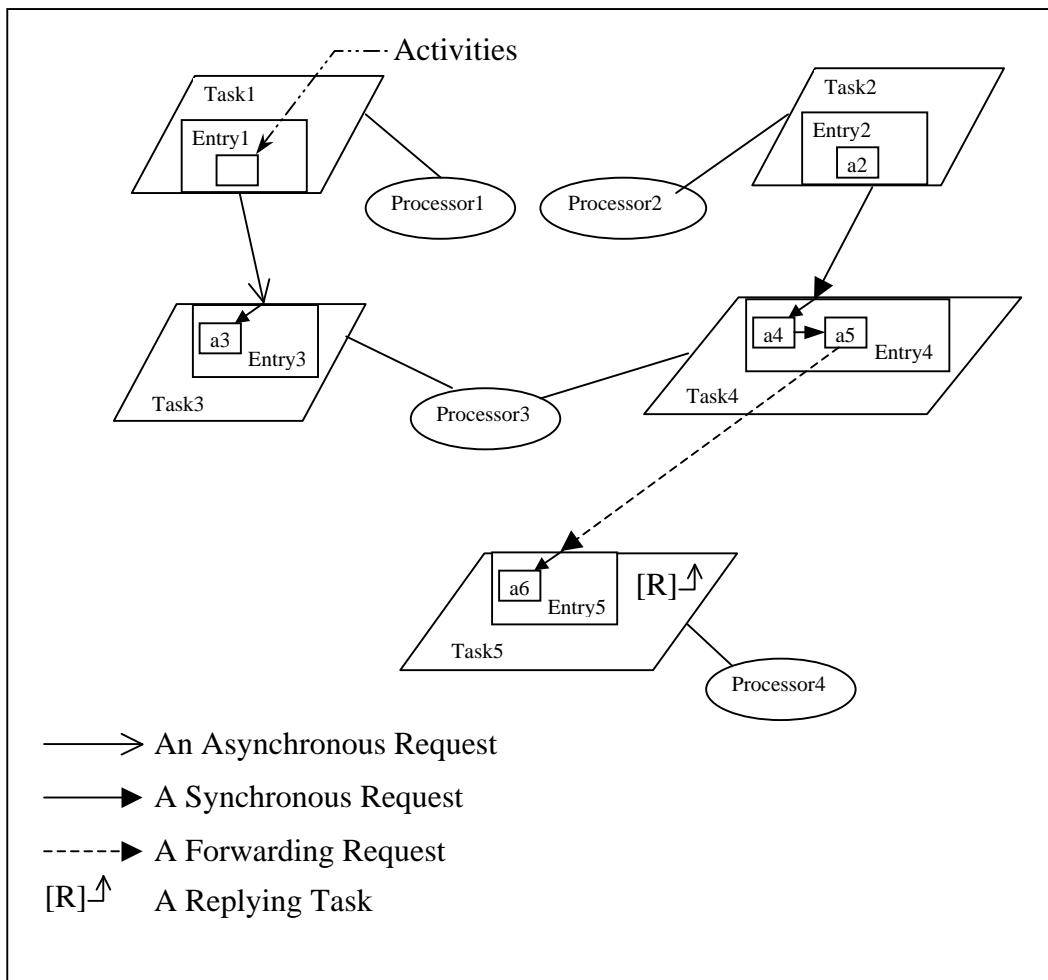 Activities
Task1
Task2
Entry1
Entry2
a2
Processor1
Processor2
a3
Entry3
a4
a5
Entry4
Task3
Processor3
Task4
a6
Entry5
[R]
Task5
Processor4
An Asynchronous Request
A Synchronous Request
A Forwarding Request
[R] A Replying Task